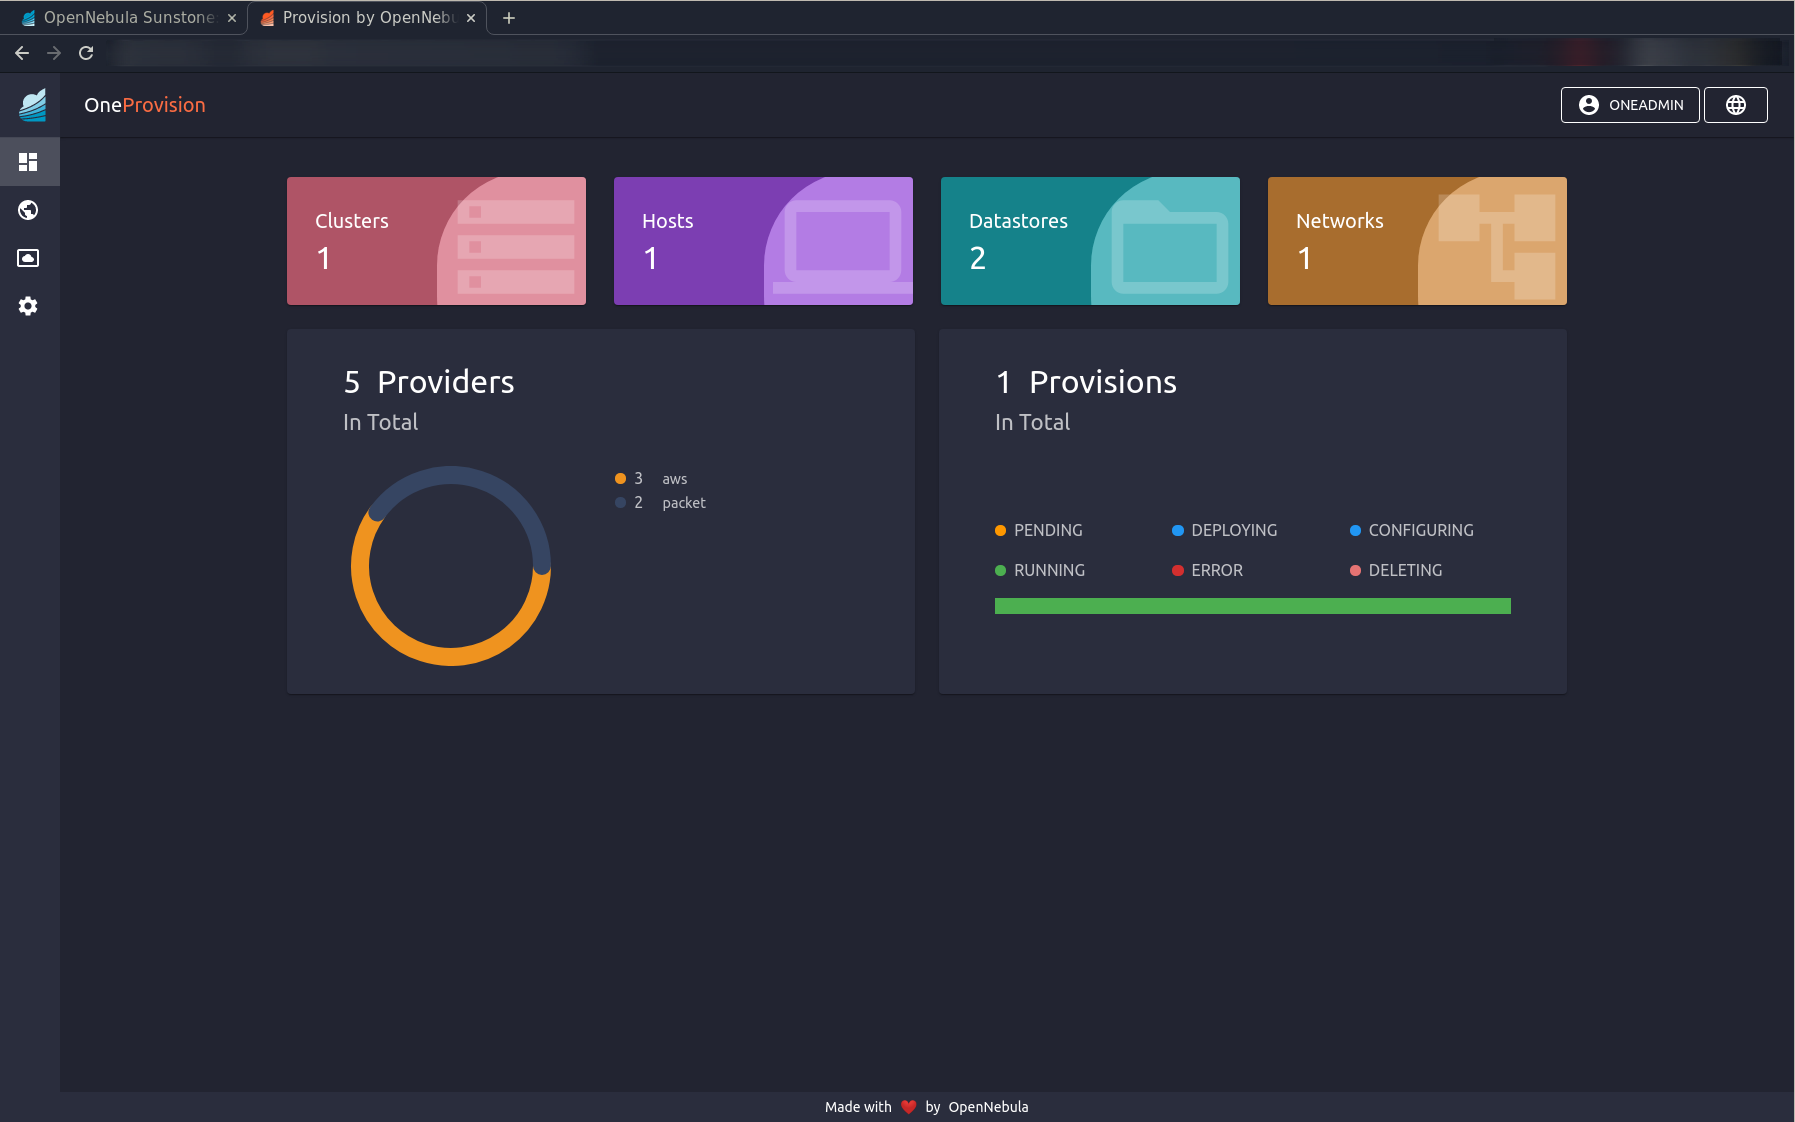 OpenNebula Sunstone
Provision by OpenNebu
OneProvision
ONEADMIN
Clusters
1
Hosts
1
Datastores
2
Networks
1
5 Providers
In Total
3 aws
2 packet
1 Provisions
In Total
PENDING
DEPLOYING
CONFIGURING
RUNNING
ERROR
DELETING
Made with ❤ by OpenNebula